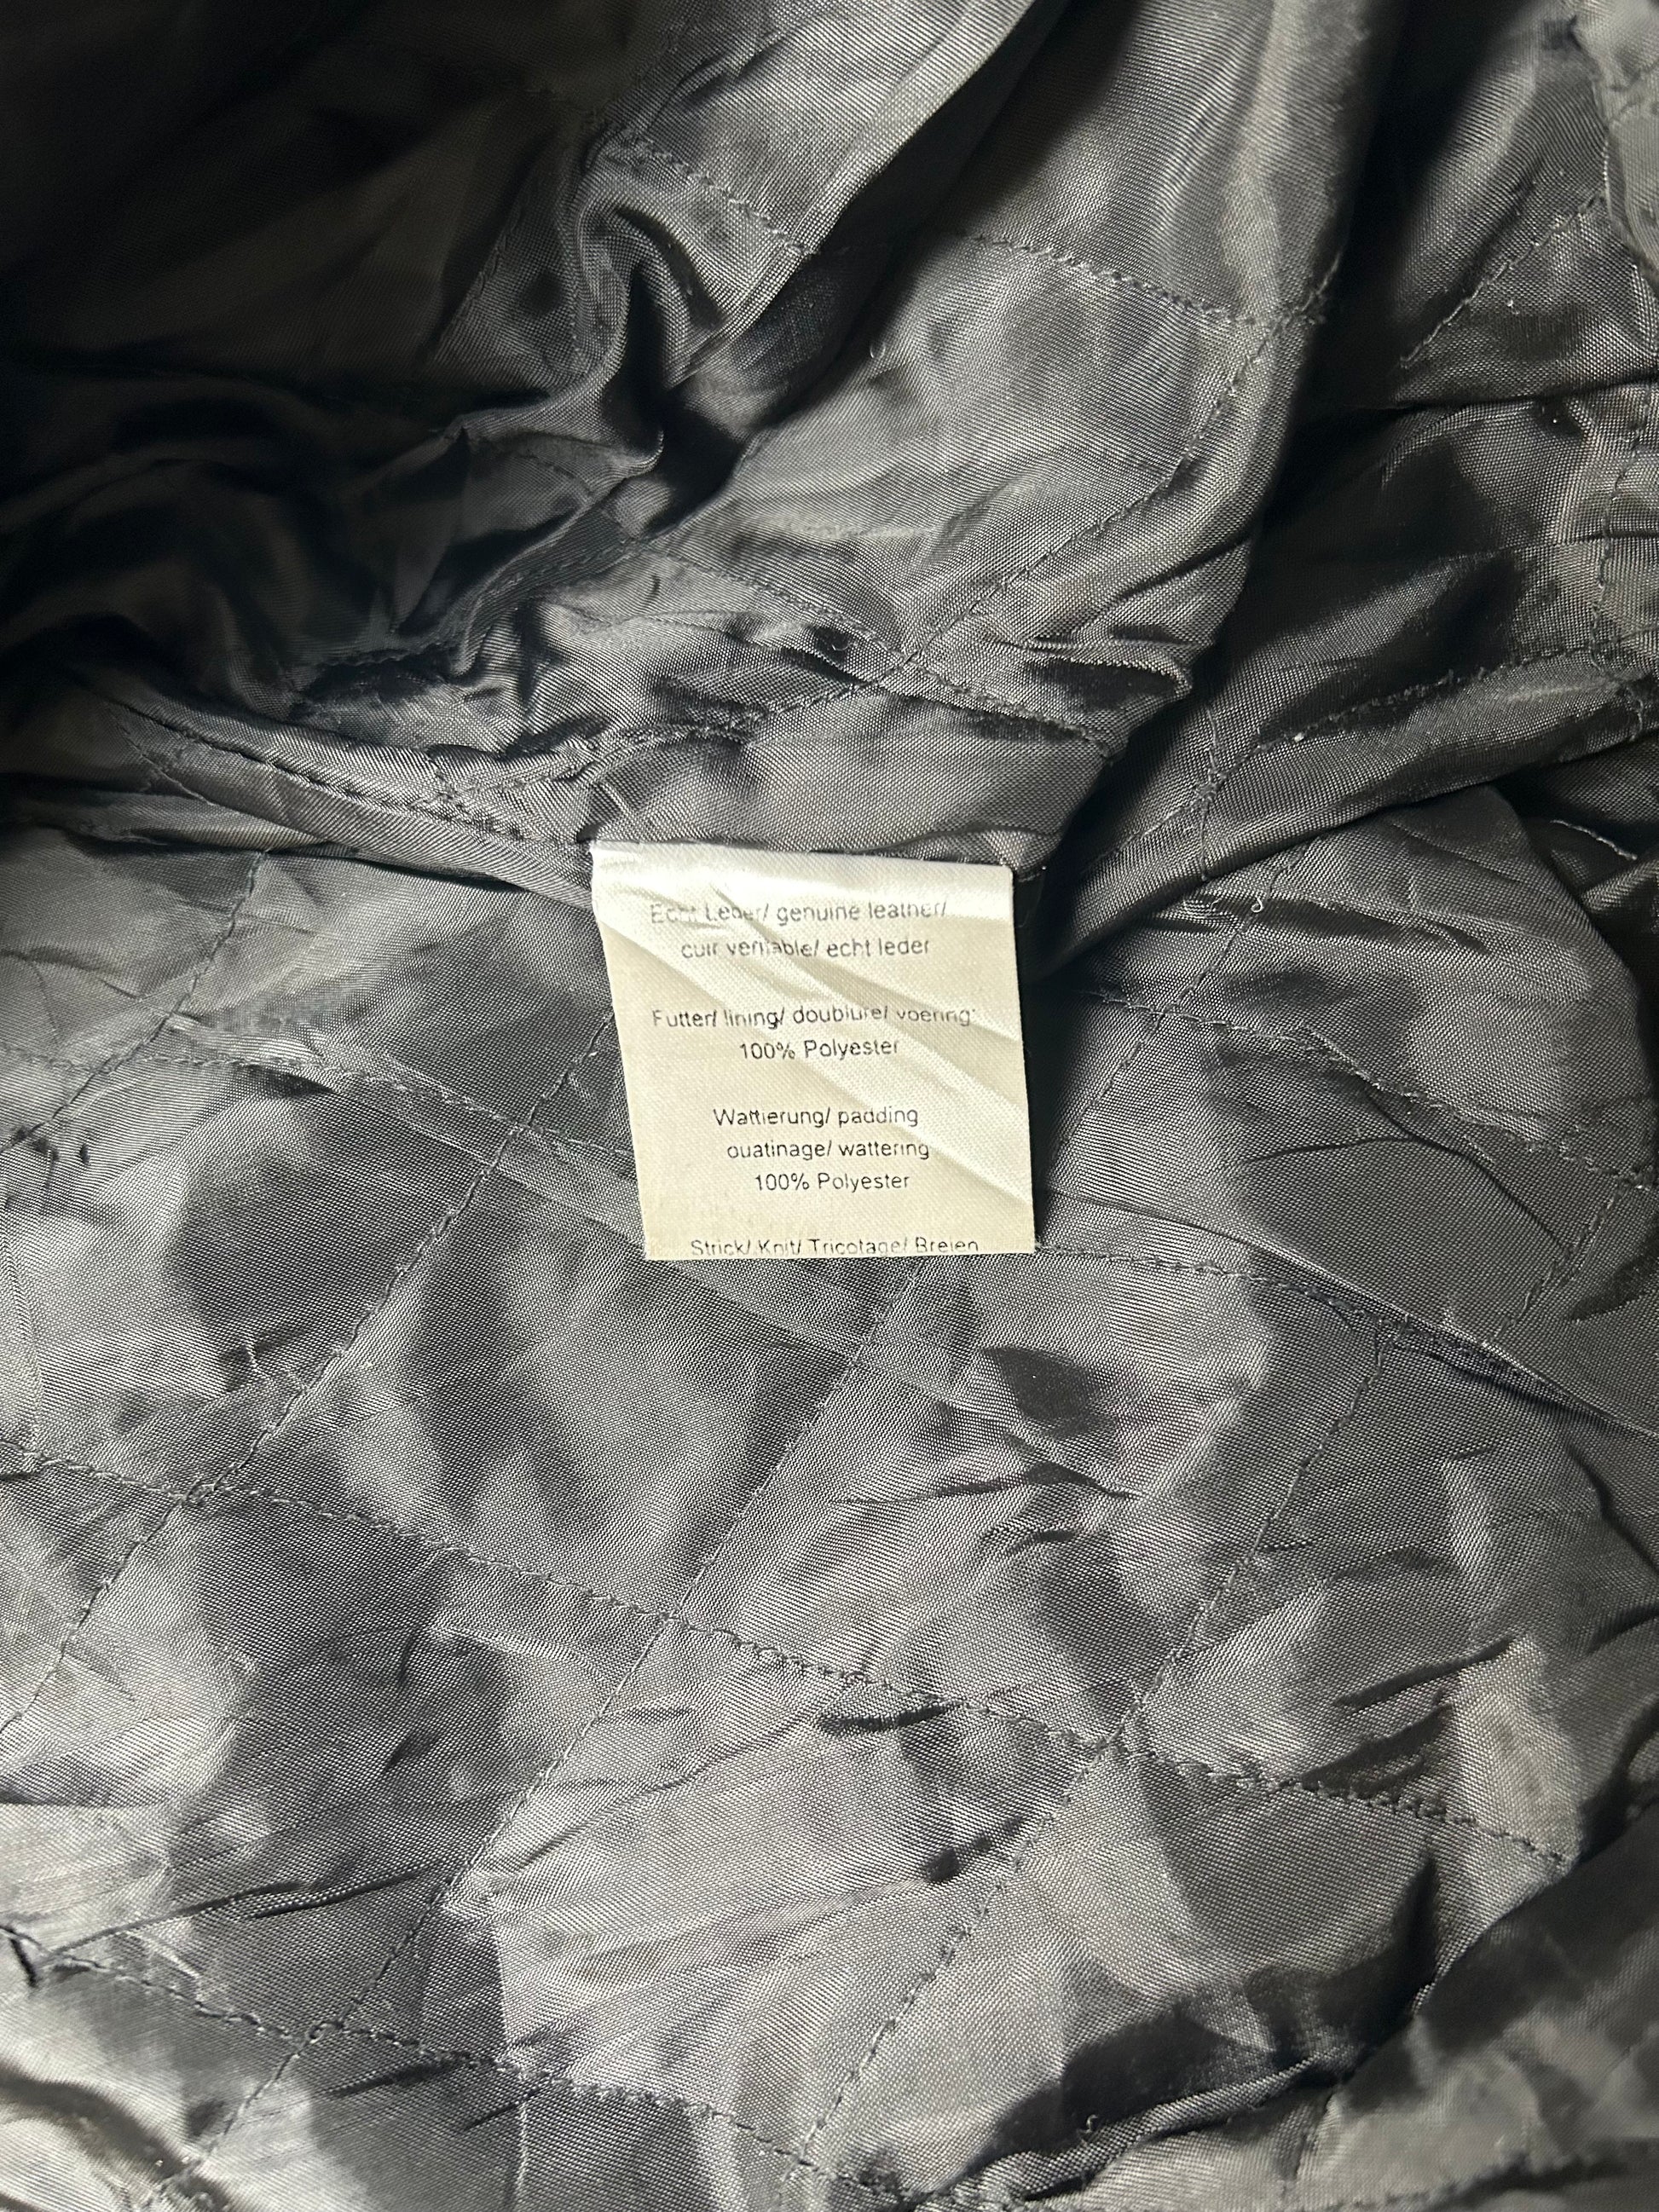 Echt Leder/ genuine leather/
cuir veritable/ echt leder
Futter/ lining/ doublure/ voering:
100% Polyester
Wattierung/ padding
ouatinage/ wattering
100% Polyester
Strick/ Knit/ Tricotage/ Breien